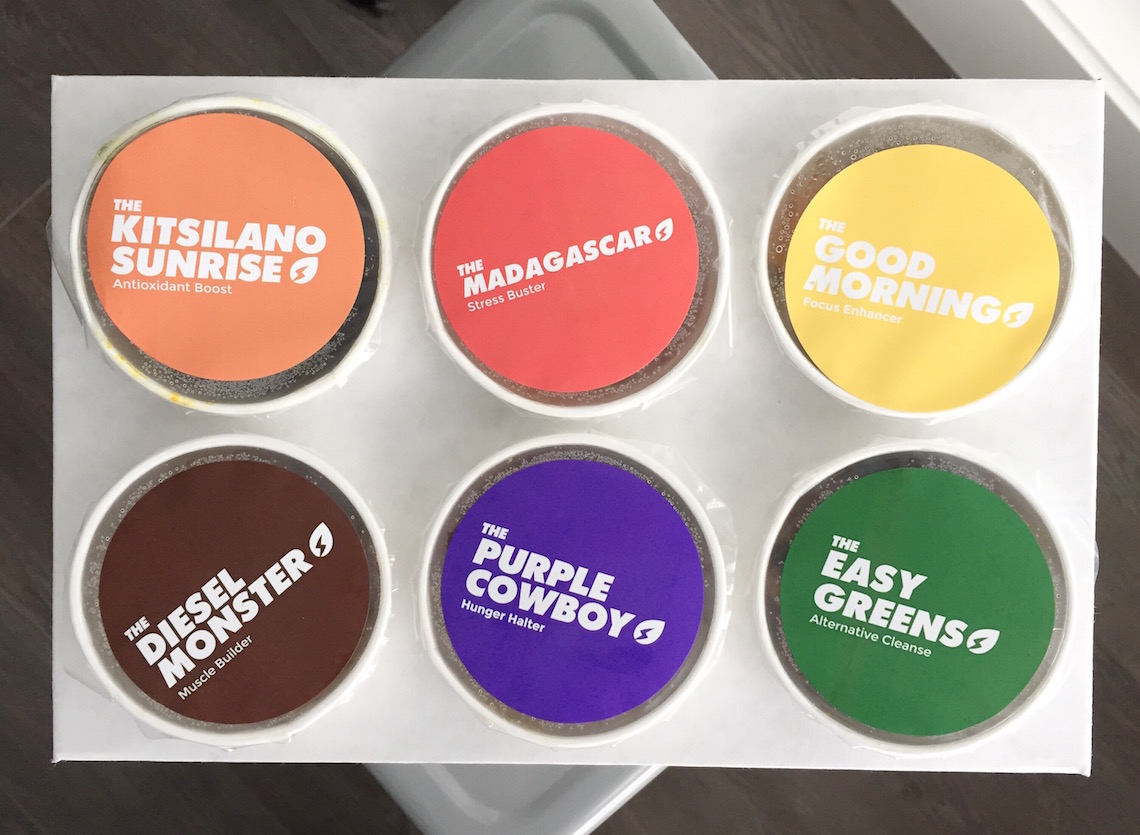 THE
KITSILANO
SUNRISE
Antioxidant Boost
THE
MADAGASCAR
Stress Buster
THE
GOOD
MORNING
Focus Enhancer
THE
DIESEL
MONSTER
Muscle Builder
THE
PURPLE
COWBOY
Hunger Halter
THE
EASY
GREENS
Alternative Cleanse